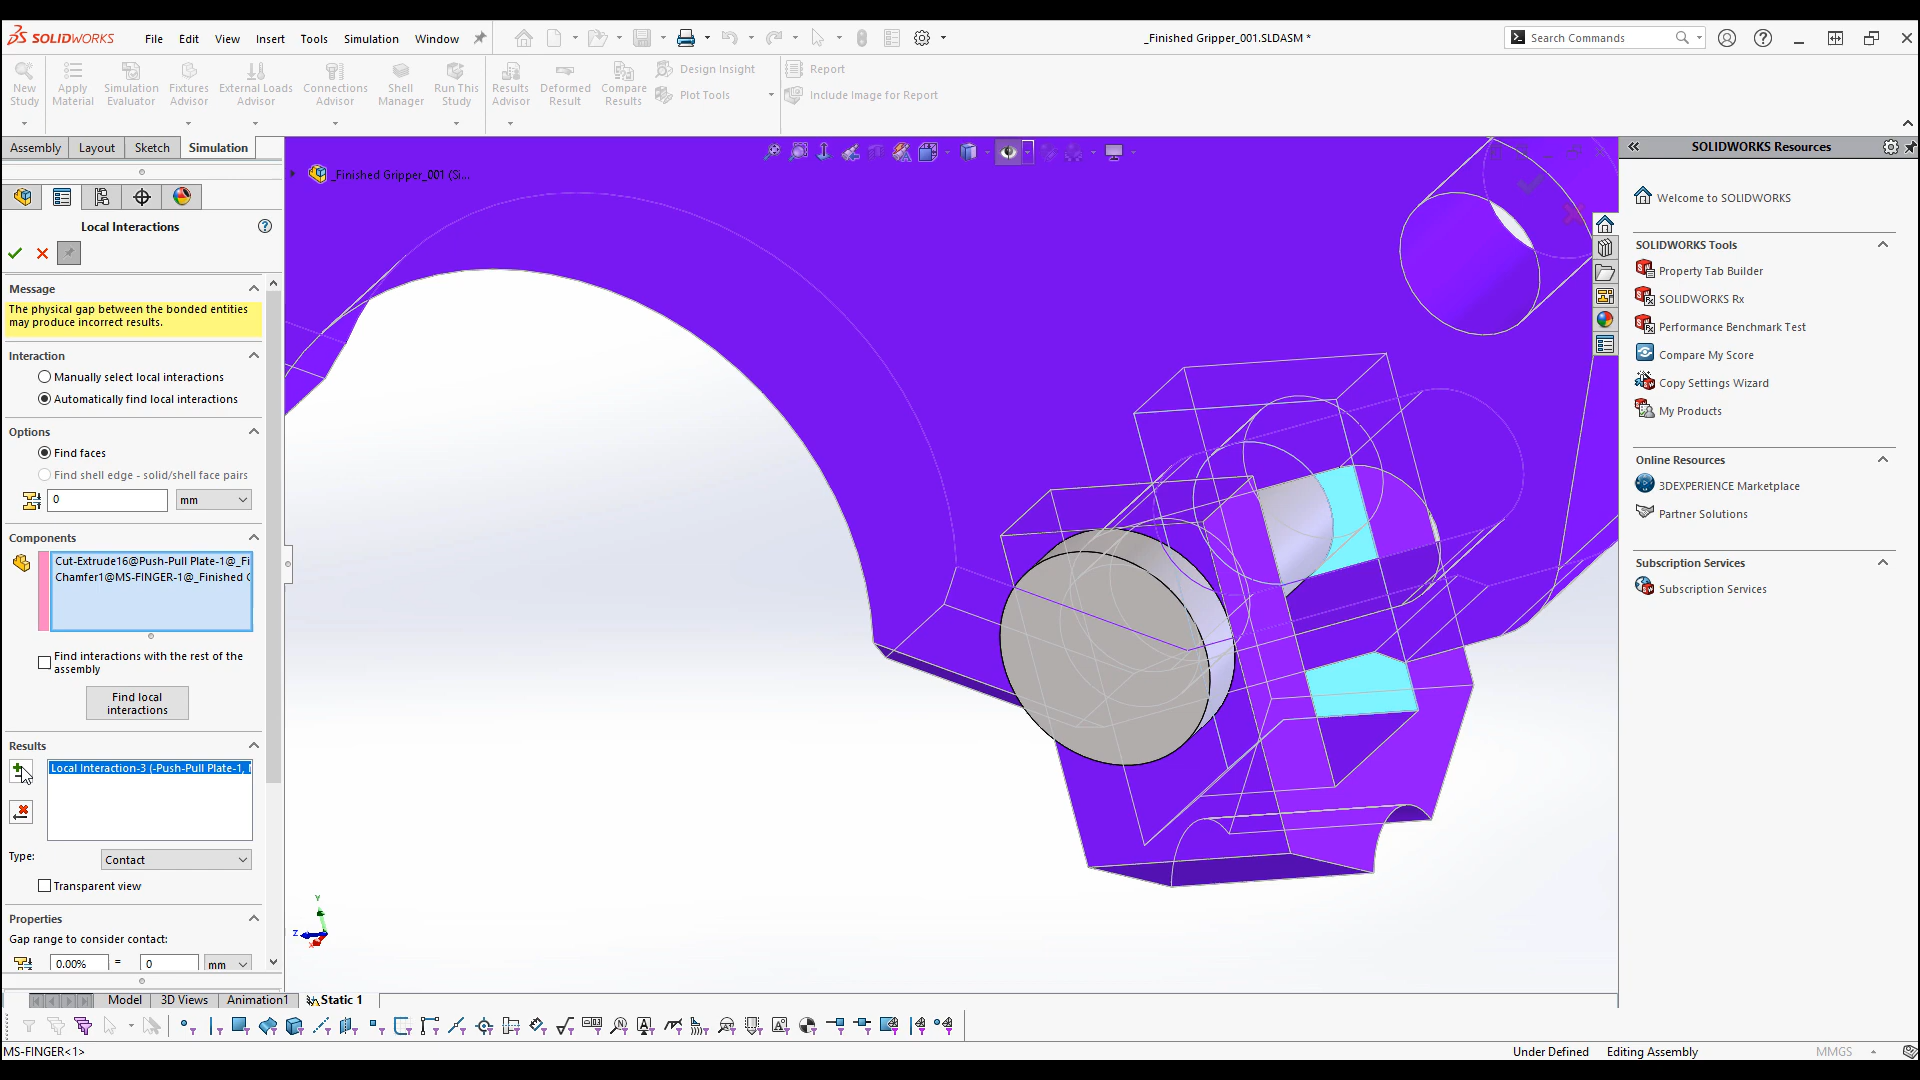 SOLIDWORKS
File Edit View Insert Tools Simulation Window
_Finished Gripper_001.SLDASM *
Search Commands
New Study
Apply Material
Simulation Evaluator
Fixtures Advisor
External Loads Advisor
Connections Advisor
Shell Manager
Run This Study
Results Advisor
Deformed Result
Compare Results
Design Insight
Plot Tools
Report
Include Image for Report
Assembly Layout Sketch Simulation
_Finished Gripper_001 (Si...
Local Interactions
Message
The physical gap between the bonded entities
may produce incorrect results.
Interaction
Manually select local interactions
Automatically find local interactions
Options
Find faces
Find shell edge - solid/shell face pairs
0 mm
Components
Cut-Extrude16@Push-Pull Plate-1@_Fi
Chamfer1@MS-FINGER-1@_Finished
Find interactions with the rest of the
assembly
Find local
interactions
Results
Local Interaction-3 (-Push-Pull Plate-1,
Type: Contact
Transparent view
Properties
Gap range to consider contact:
0.00% = 0 mm
Y
Z
SOLIDWORKS Resources
Welcome to SOLIDWORKS
SOLIDWORKS Tools
Property Tab Builder
SOLIDWORKS Rx
Performance Benchmark Test
Compare My Score
Copy Settings Wizard
My Products
Online Resources
3DEXPERIENCE Marketplace
Partner Solutions
Subscription Services
Subscription Services
Model 3D Views Animation1 Static 1
MS-FINGER<1>
Under Defined Editing Assembly MMGS